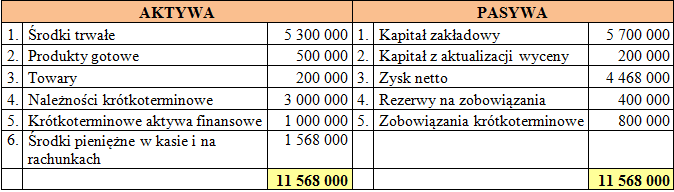 AKTYWA PASYWA
1. Środki trwałe 5 300 000 1. Kapitał zakładowy 5 700 000
2. Produkty gotowe 500 000 2. Kapitał z aktualizacji wyceny 200 000
3. Towary 200 000 3. Zysk netto 4 468 000
4. Należności krótkoterminowe 3 000 000 4. Rezerwy na zobowiązania 400 000
5. Krótkoterminowe aktywa finansowe 1 000 000 5. Zobowiązania krótkoterminowe 800 000
6. Środki pieniężne w kasie i na 1 568 000
rachunkach
11 568 000 11 568 000